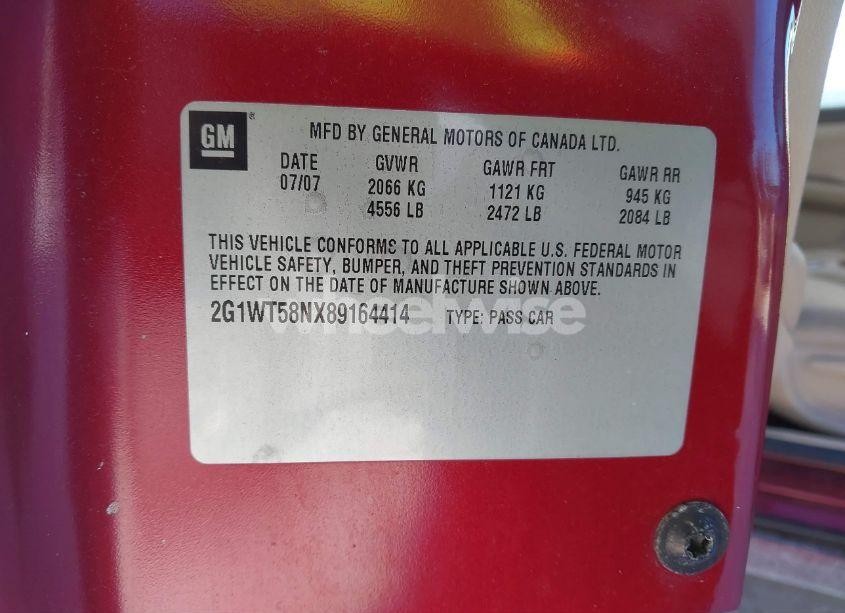 GM ®
MFD BY GENERAL MOTORS OF CANADA LTD.
DATE GVWR GAWR FRT GAWR RR
07/07 2066 KG 1121 KG 945 KG
4556 LB 2472 LB 2084 LB
THIS VEHICLE CONFORMS TO ALL APPLICABLE U.S. FEDERAL MOTOR
VEHICLE SAFETY, BUMPER, AND THEFT PREVENTION STANDARDS IN
EFFECT ON THE DATE OF MANUFACTURE SHOWN ABOVE.
2G1WT58NX89164414 TYPE: PASS CAR
wheelwise